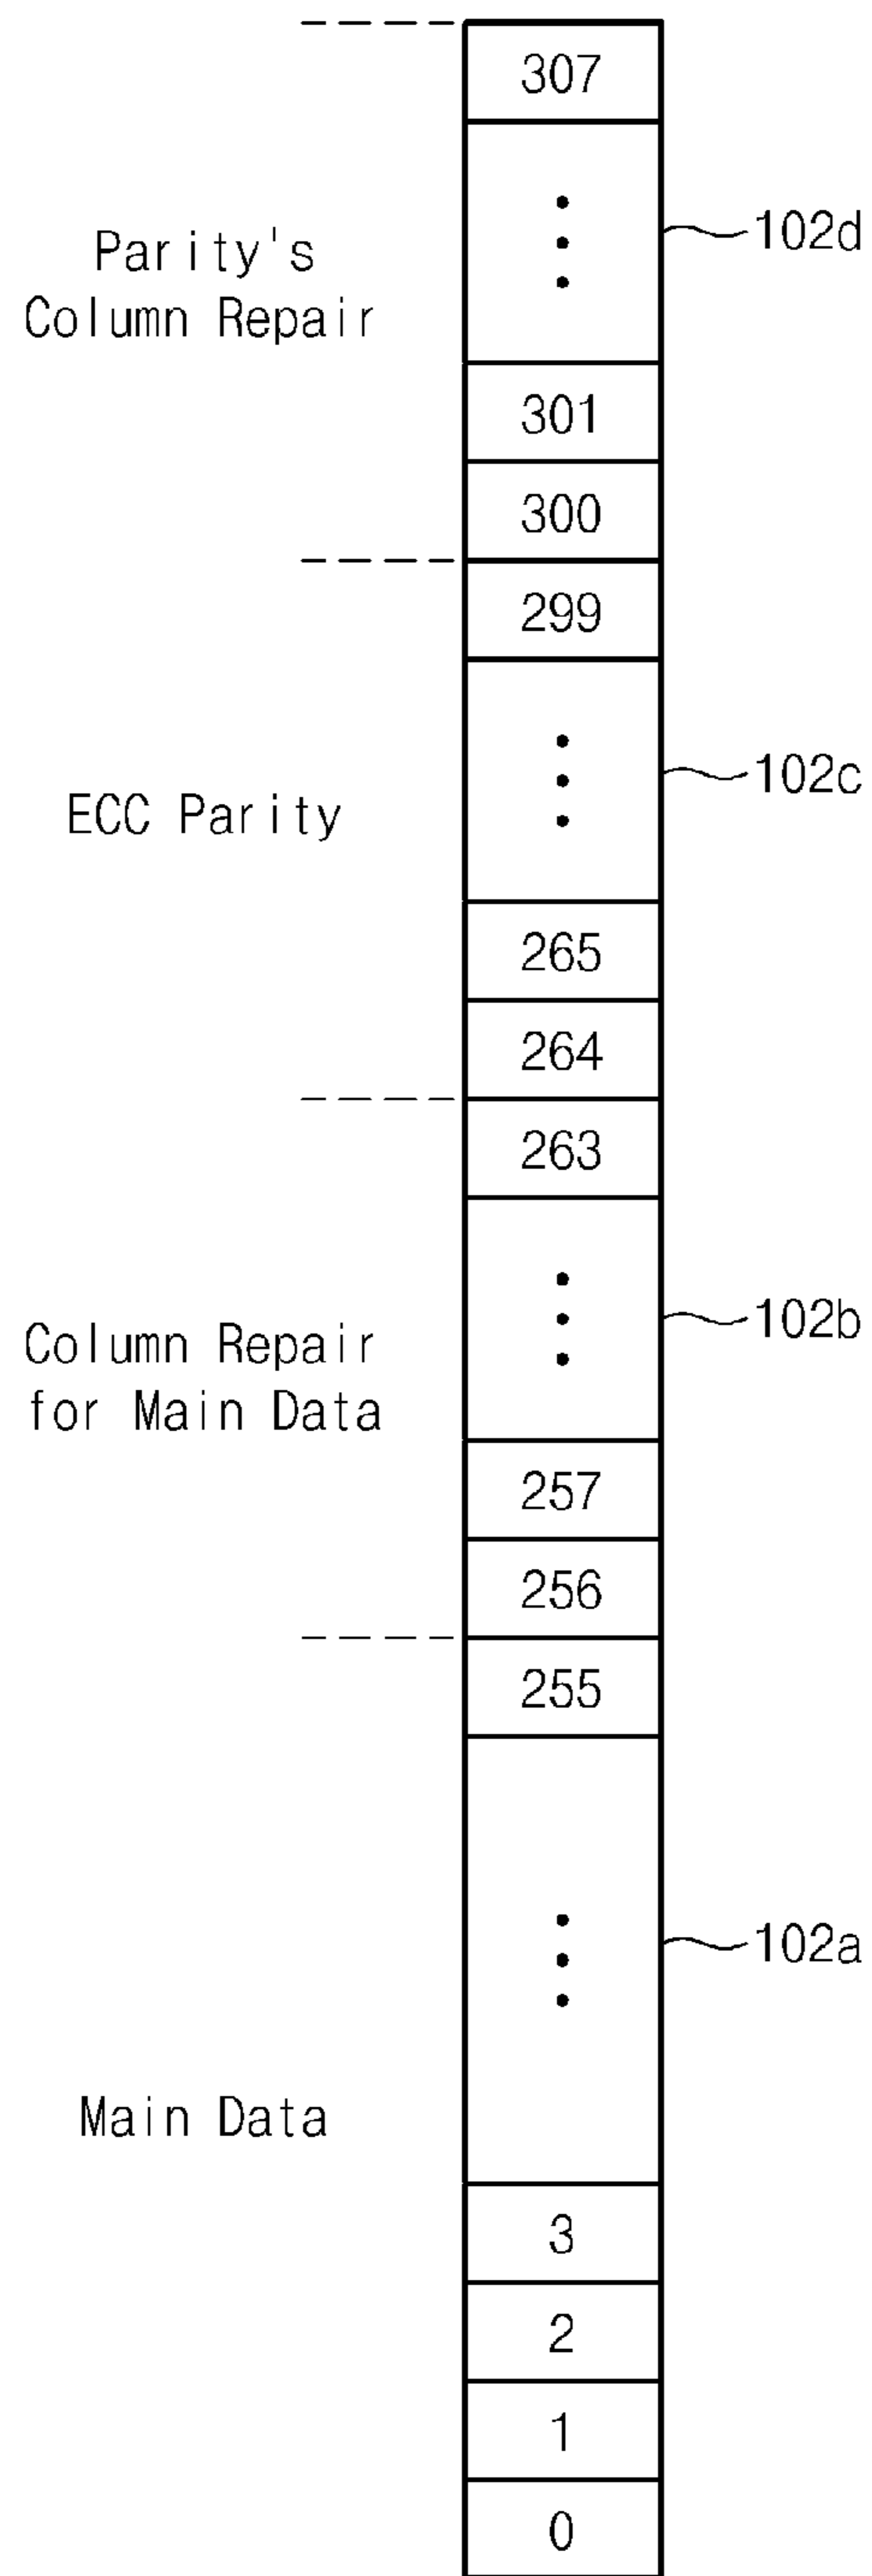 307
102d
Parity's
Column Repair
301
300
299
102c
ECC Parity
265
264
263
102b
Column Repair
for Main Data
257
256
255
102a
Main Data
3
2
1
0